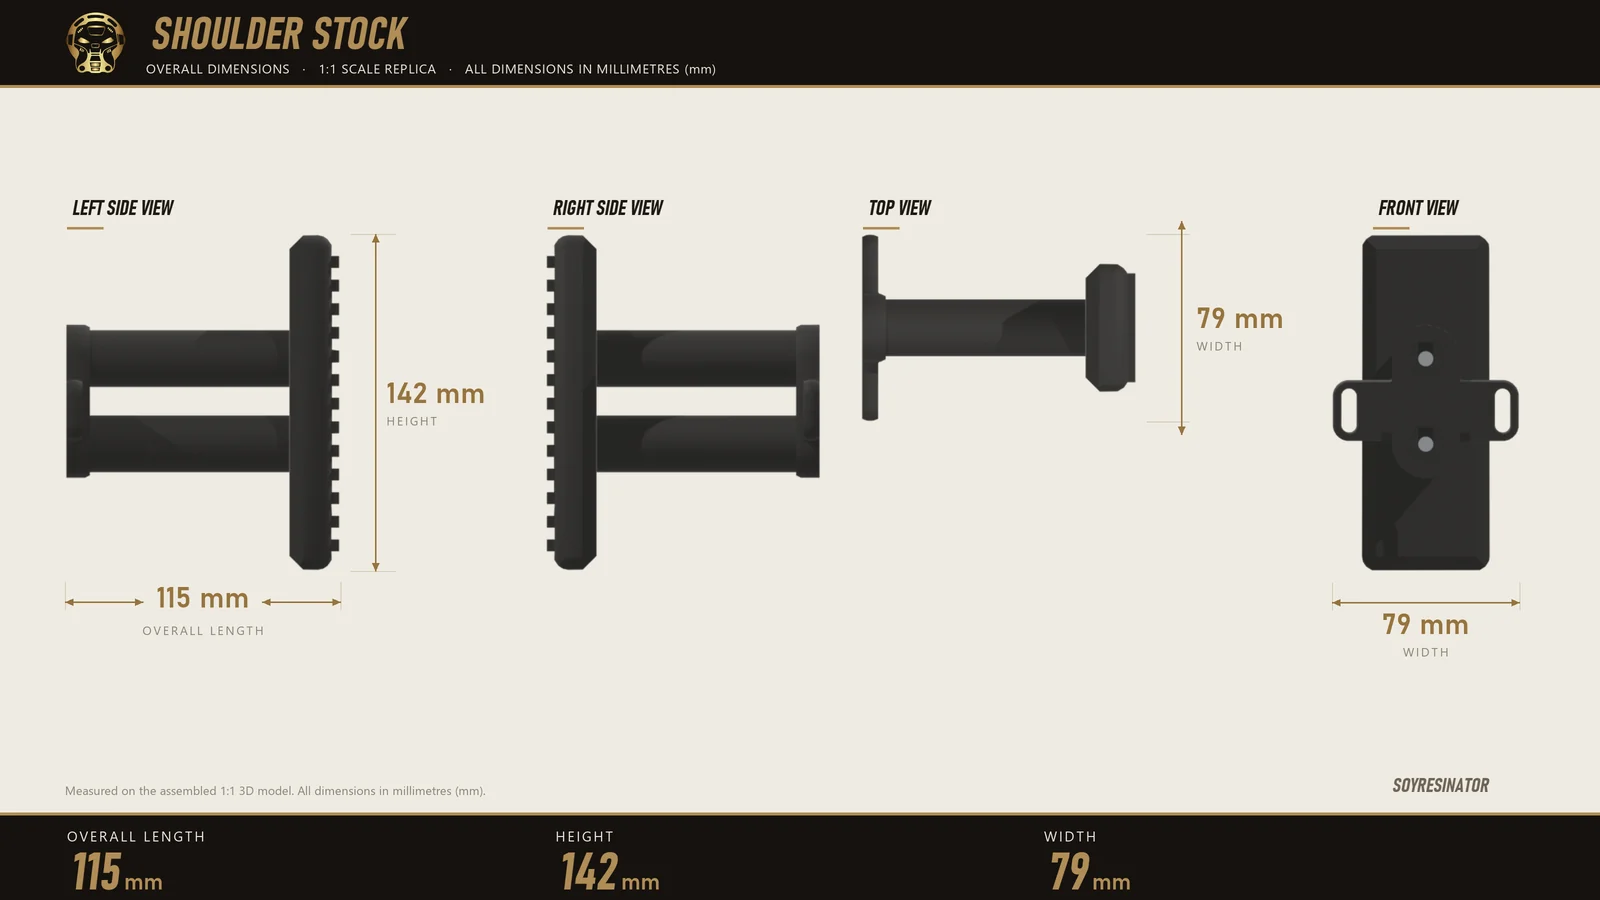 SHOULDER STOCK
OVERALL DIMENSIONS · 1:1 SCALE REPLICA · ALL DIMENSIONS IN MILLIMETRES (mm)
LEFT SIDE VIEW
RIGHT SIDE VIEW
TOP VIEW
FRONT VIEW
142 mm
HEIGHT
115 mm
OVERALL LENGTH
79 mm
WIDTH
79 mm
WIDTH
Measured on the assembled 1:1 3D model. All dimensions in millimetres (mm).
SOYRESINATOR
OVERALL LENGTH
115 mm
HEIGHT
142 mm
WIDTH
79 mm